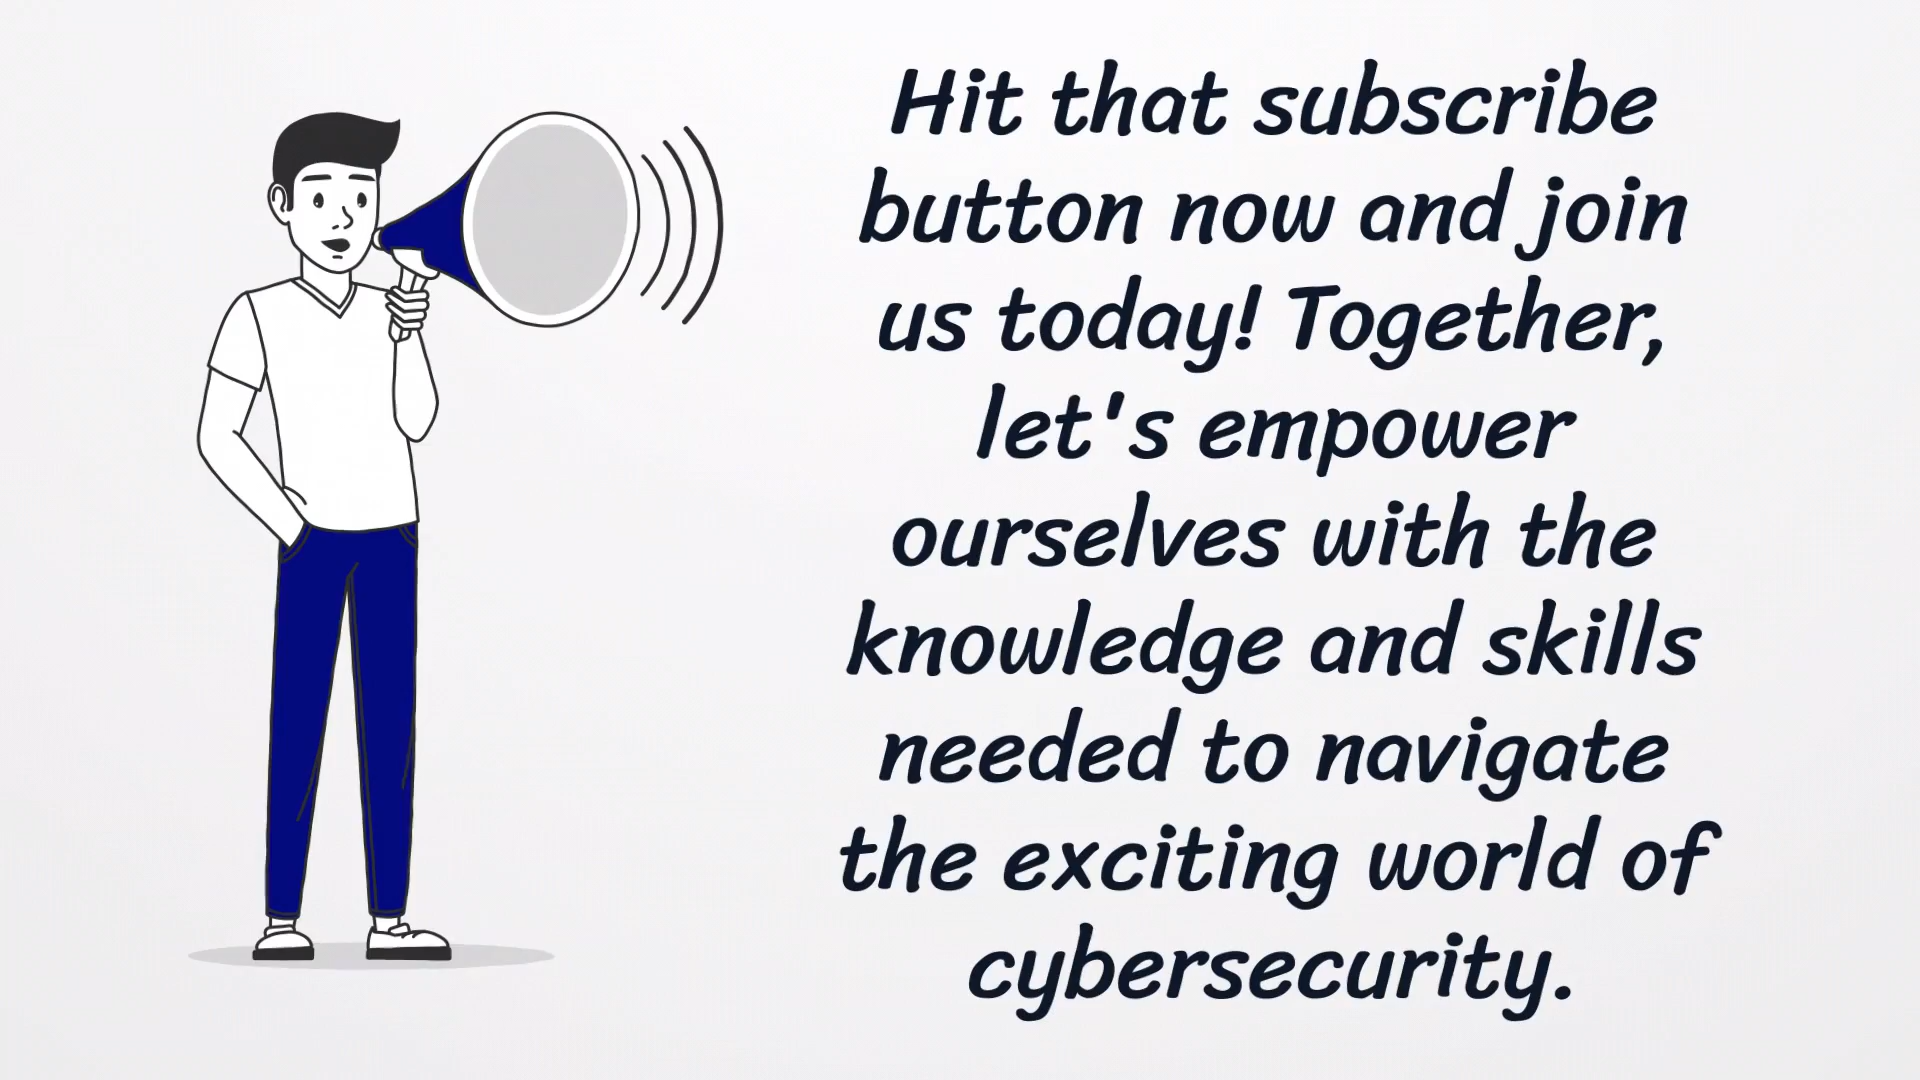 Hit that subscribe
button now and join
us today! Together,
let's empower
ourselves with the
knowledge and skills
needed to navigate
the exciting world of
cybersecurity.